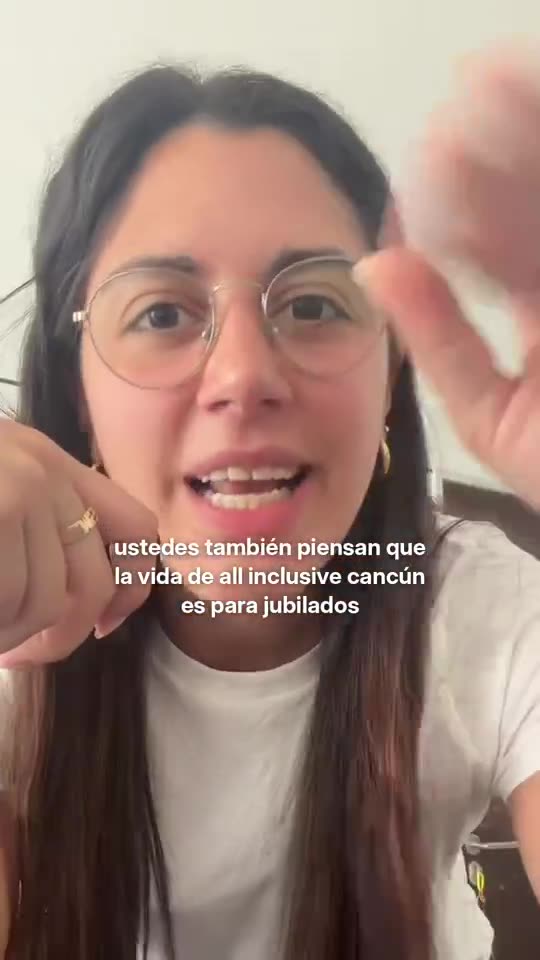 ustedes también piensan que
la vida de all inclusive cancún
es para jubilados